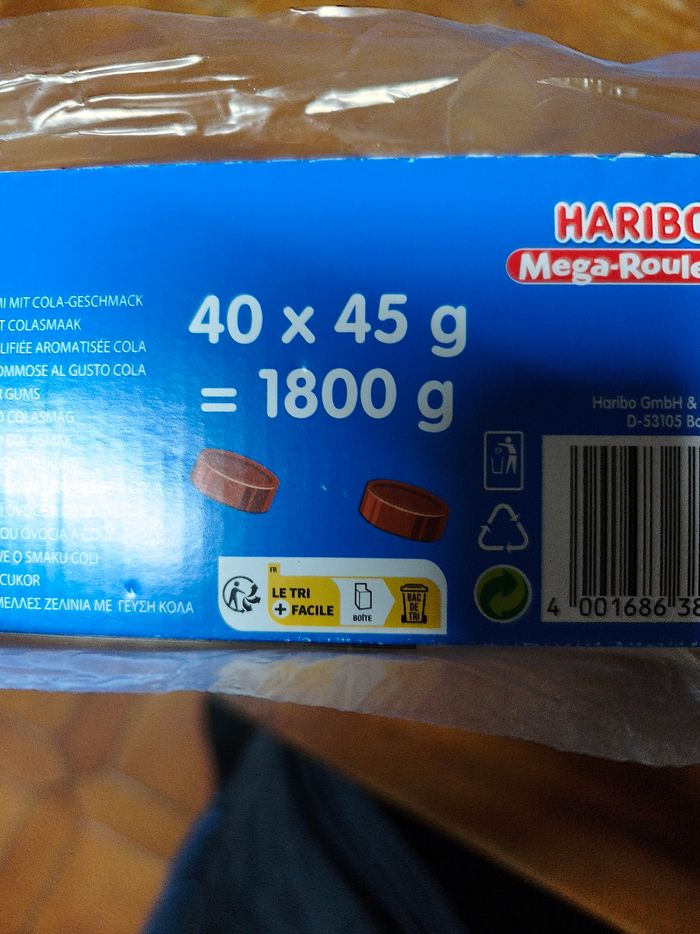 HARIBO
Mega-Roule
MI MIT COLA-GESCHMACK
T COLASMAAK
LIFIÉE AROMATISÉE COLA
OMMOSE AL GUSTO COLA
R GUMS
COLASMAG
COLASMAK
OVOCIA A COLY
VE O SMAKU COLI
CUKOR
ΜΕΛΛΕΣ ΖΕΛΙΝΙΑ ΜΕ ΓΕΥΣΗ ΚΟΛΑ
40 x 45 g
= 1800 g
Haribo GmbH &
D-53105 Bo
FR
LE TRI
+ FACILE
BOÎTE
BAC
DE
TRI
4 001686 38